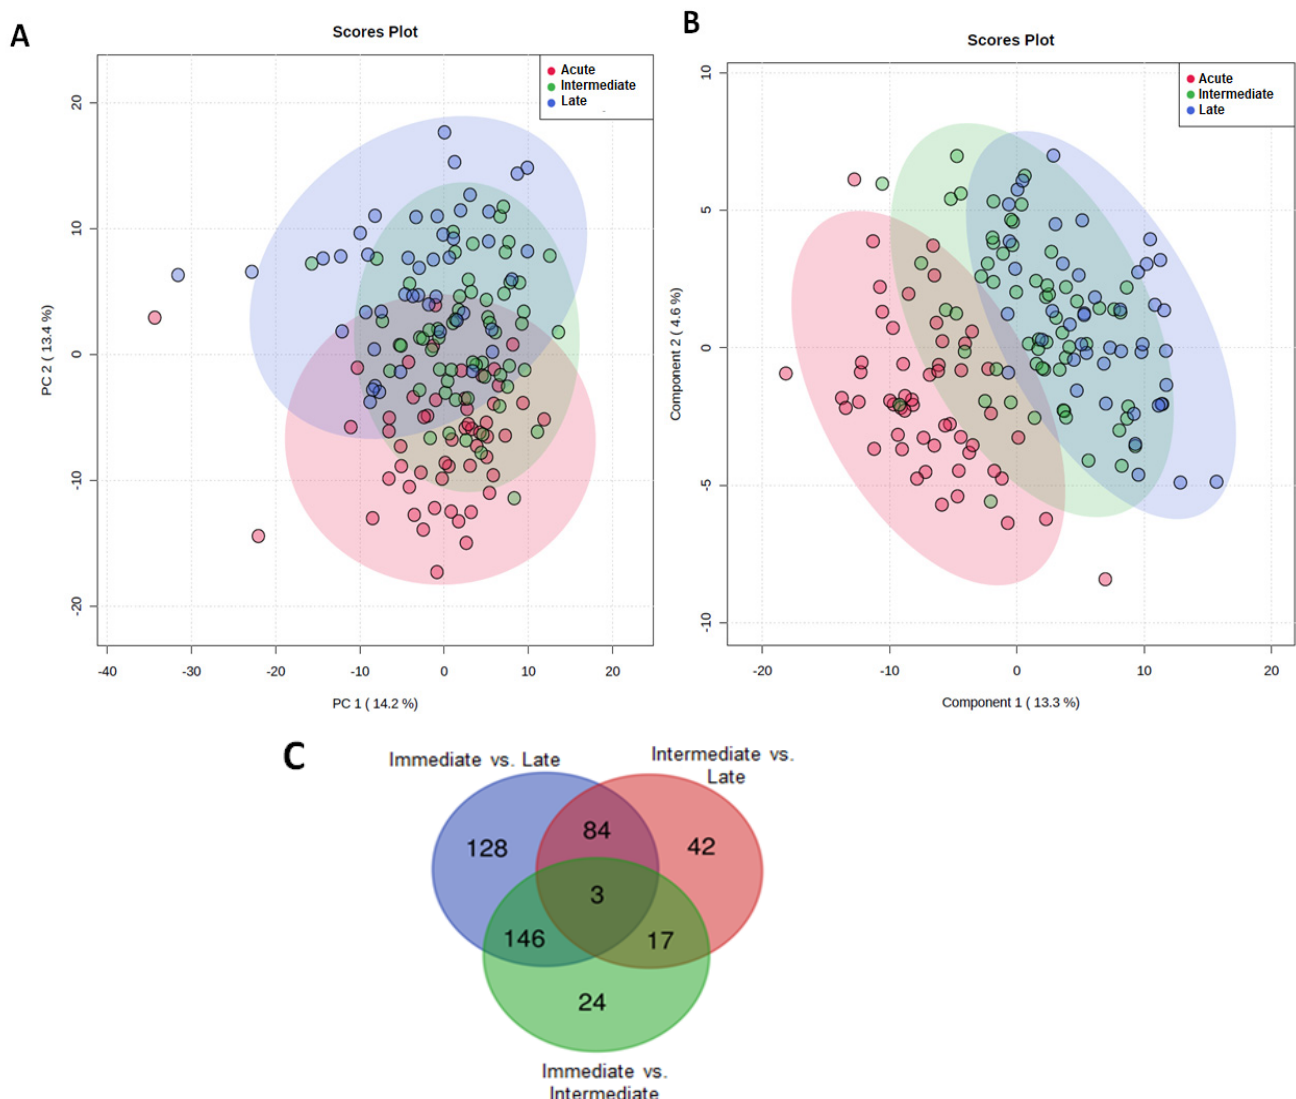 A
Scores Plot
Acute
Intermediate
Late
20
10
0
-10
-20
PC 2 ( 13.4 %)
-40
-30
-20
-10
0
10
20
PC 1 ( 14.2 %)
B
Scores Plot
Acute
Intermediate
Late
10
5
0
-5
-10
Component 2 ( 4.6 %)
-20
-10
0
10
20
Component 1 ( 13.3 %)
C
Immediate vs. Late
Intermediate vs.
Late
128
84
42
3
146
17
24
Immediate vs.
Intermediate